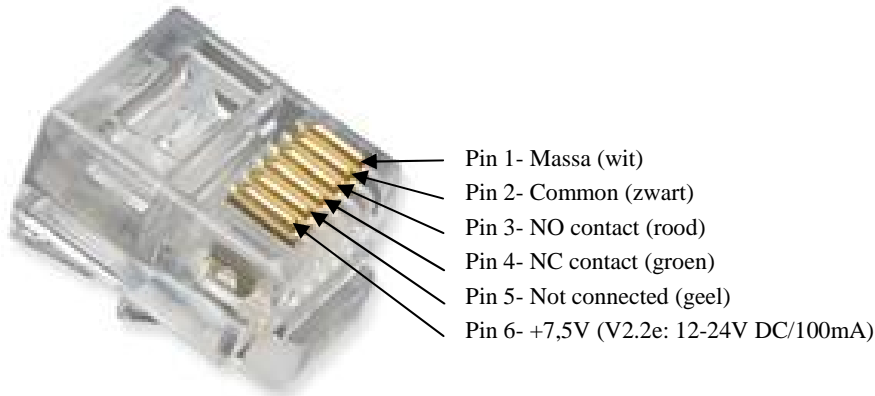 Pin 1- Massa (wit)
Pin 2- Common (zwart)
Pin 3- NO contact (rood)
Pin 4- NC contact (groen)
Pin 5- Not connected (geel)
Pin 6- +7,5V (V2.2e: 12-24V DC/100mA)